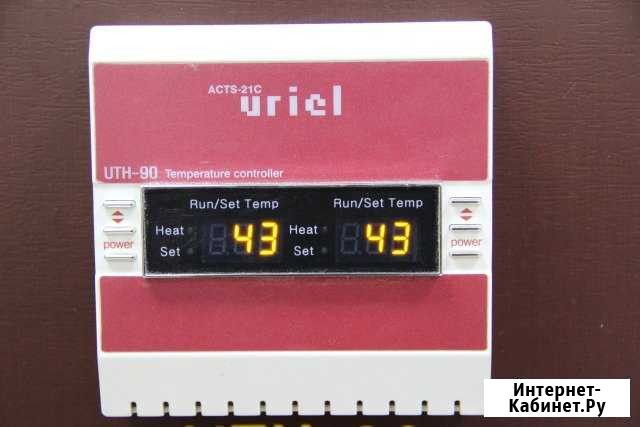 ACTS-21C
uriel
UTH-90 Temperature controller
Run/Set Temp Run/Set Temp
Heat 43 Heat 43
Set Set
power power
Интернет-
Кабинет.Ру